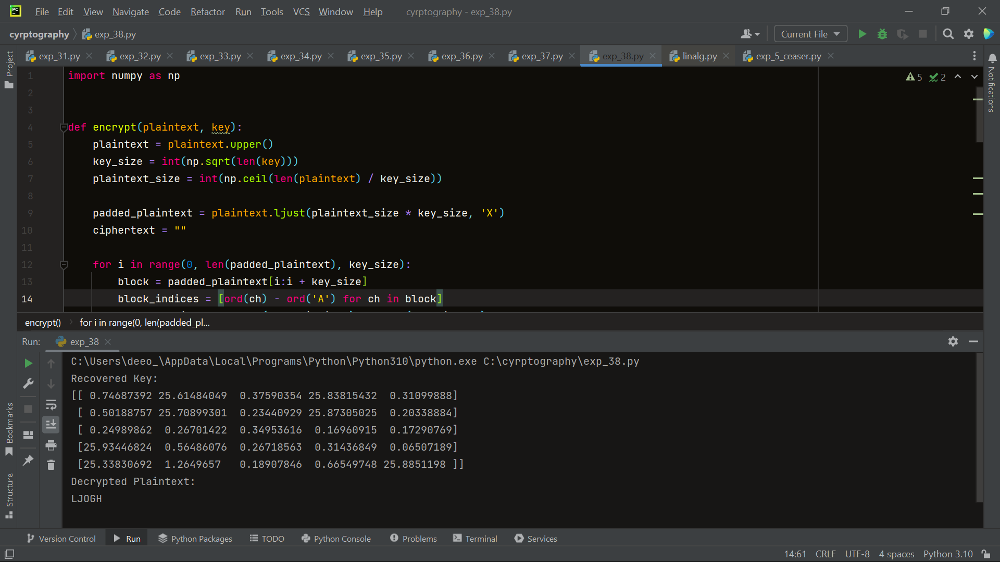 PC File Edit View Navigate Code Refactor Run Tools VCS Window Help cyrptography - exp_38.py
cyrptography exp_38.py Current File
exp_31.py exp_32.py exp_33.py exp_34.py exp_35.py exp_36.py exp_37.py exp_38.py linalg.py exp_5_ceaser.py
Project
Notifications
5 2
1 import numpy as np
2
3
4 def encrypt(plaintext, key):
5 plaintext = plaintext.upper()
6 key_size = int(np.sqrt(len(key)))
7 plaintext_size = int(np.ceil(len(plaintext) / key_size))
8
9 padded_plaintext = plaintext.ljust(plaintext_size * key_size, 'X')
10 ciphertext = ""
11
12 for i in range(0, len(padded_plaintext), key_size):
13 block = padded_plaintext[i:i + key_size]
14 block_indices = [ord(ch) - ord('A') for ch in block]
encrypt() for i in range(0, len(padded_pl...
Run: exp_38
C:\Users\deeo_\AppData\Local\Programs\Python\Python310\python.exe C:\cyrptography\exp_38.py
Recovered Key:
[[ 0.74687392 25.61484049 0.37590354 25.83815432 0.31099888]
[ 0.50188757 25.70899301 0.23440929 25.87305025 0.20338884]
[ 0.24989862 0.26701422 0.34953616 0.16960915 0.17290769]
[25.93446824 0.56486076 0.26718563 0.31436849 0.06507189]
[25.33830692 1.2649657 0.18907846 0.66549748 25.8851198 ]]
Decrypted Plaintext:
LJOGH
Bookmarks
Structure
Version Control Run Python Packages TODO Python Console Problems Terminal Services
14:61 CRLF UTF-8 4 spaces Python 3.10